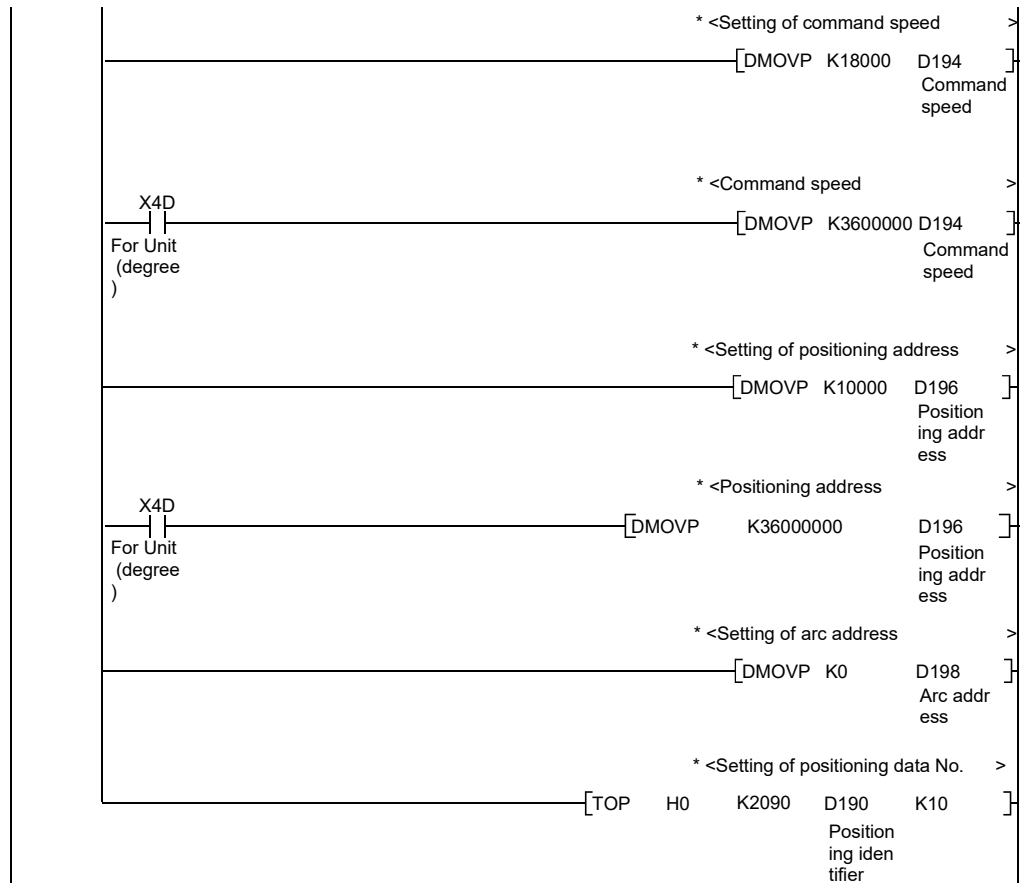 * <Setting of command speed >
DMOVP K18000 D194
Command
speed
* <Command speed >
X4D
DMOVP K3600000 D194
For Unit
(degree
)
Command
speed
* <Setting of positioning address >
DMOVP K10000 D196
Position
ing addr
ess
* <Positioning address >
X4D
DMOVP K36000000 D196
For Unit
(degree
)
Position
ing addr
ess
* <Setting of arc address >
DMOVP K0 D198
Arc addr
ess
* <Setting of positioning data No. >
TOP H0 K2090 D190 K10
Position
ing iden
tifier